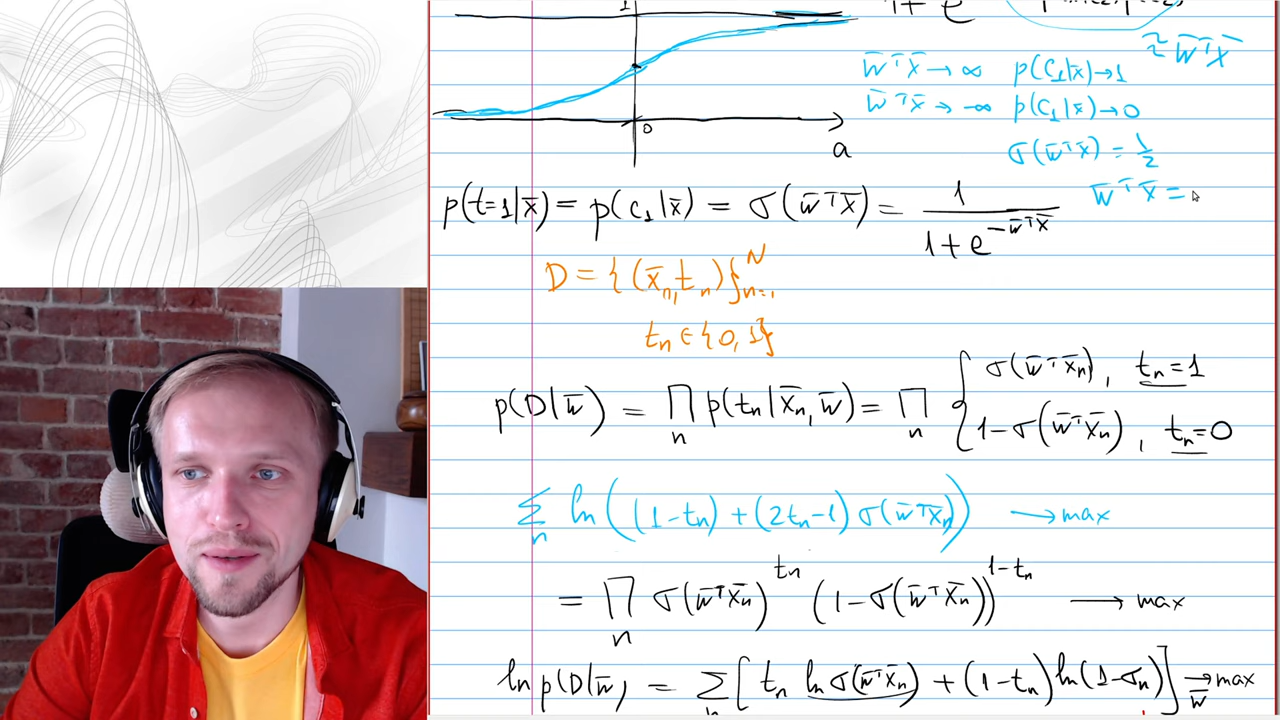 1
1 + e
≈ w̄ᵀx̄
w̄ᵀx̄ → ∞ p(C₁|x̄) → 1
w̄ᵀx̄ → -∞ p(C₁|x̄) → 0
0
a
σ(w̄ᵀx̄) = 1/2
w̄ᵀx̄ =
p(t=1|x̄) = p(C₁|x̄) = σ(w̄ᵀx̄) = 1/(1 + e^(-w̄ᵀx̄))
D = {(x̄ₙ, tₙ)}ₙ₌₁ᴺ
tₙ ∈ {0, 1}
p(D|w̄) = ∏ₙ p(tₙ|x̄ₙ, w̄) = ∏ₙ { σ(w̄ᵀx̄ₙ), tₙ = 1
1 - σ(w̄ᵀx̄ₙ), tₙ = 0
∑ₙ ln((1-tₙ) + (2tₙ-1) σ(w̄ᵀx̄ₙ)) → max
= ∏ₙ σ(w̄ᵀx̄ₙ)^(tₙ) (1 - σ(w̄ᵀx̄ₙ))^(1-tₙ) → max
ln p(D|w̄) = ∑ₙ [tₙ ln σ(w̄ᵀx̄ₙ) + (1-tₙ) ln(1-σₙ)] → max w̄